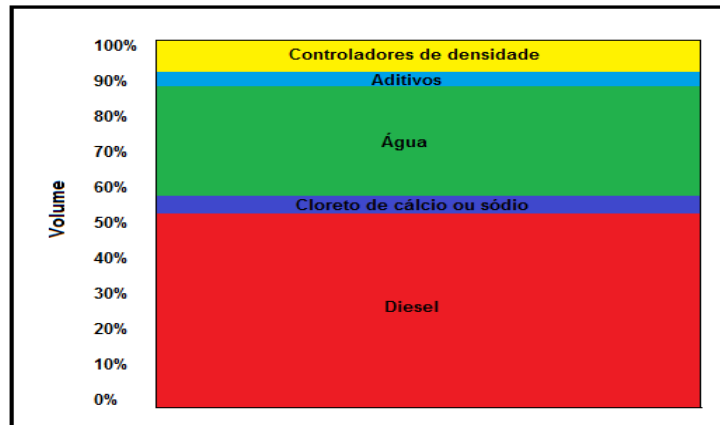 Volume
100%
90%
80%
70%
60%
50%
40%
30%
20%
10%
0%
Controladores de densidade
Aditivos
Água
Cloreto de cálcio ou sódio
Diesel